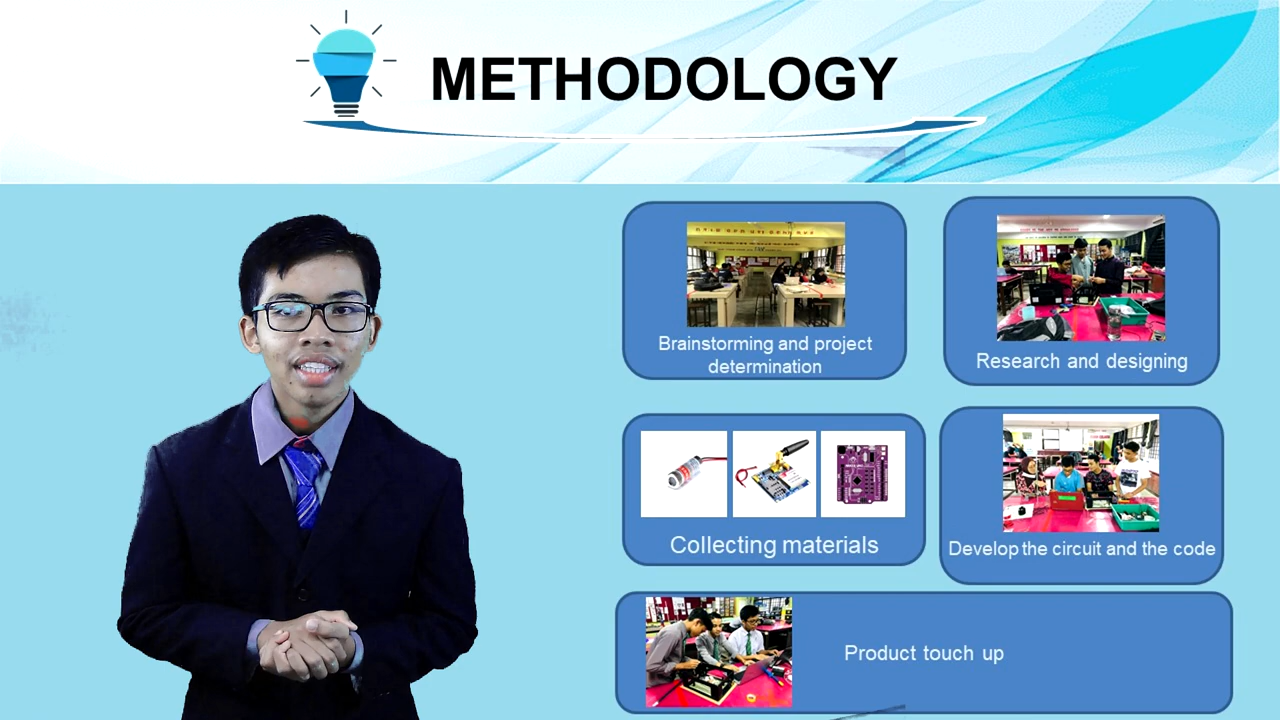 METHODOLOGY
Brainstorming and project
determination
Research and designing
Collecting materials
Develop the circuit and the code
Product touch up